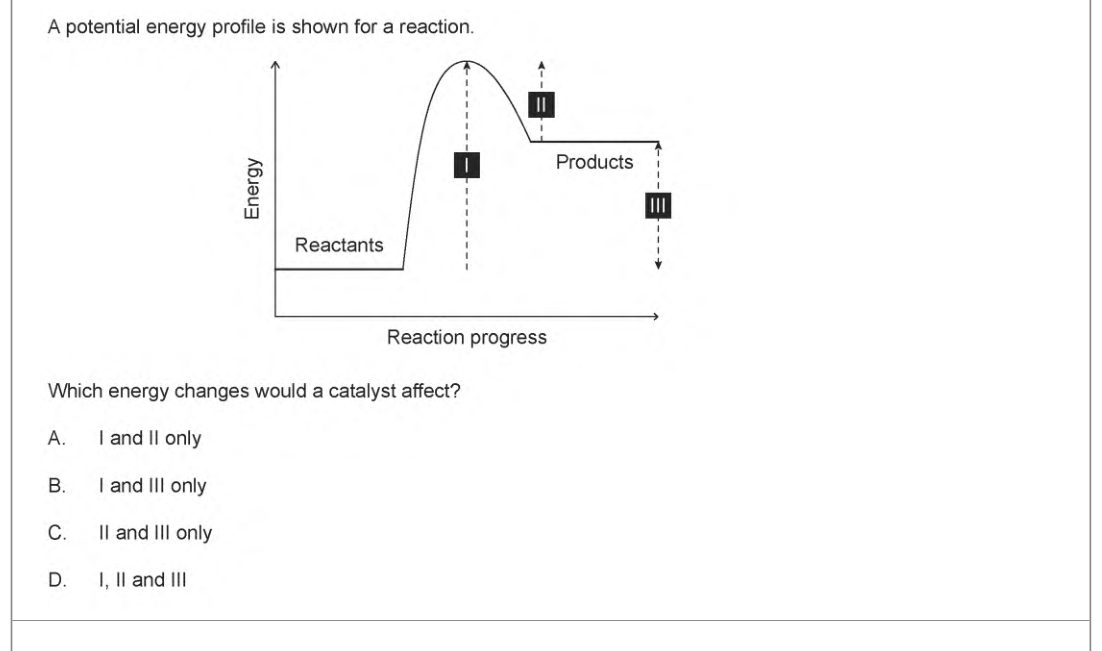 A potential energy profile is shown for a reaction.
II
I
Products
Energy
III
Reactants
Reaction progress
Which energy changes would a catalyst affect?
A. I and II only
B. I and III only
C. II and III only
D. I, II and III